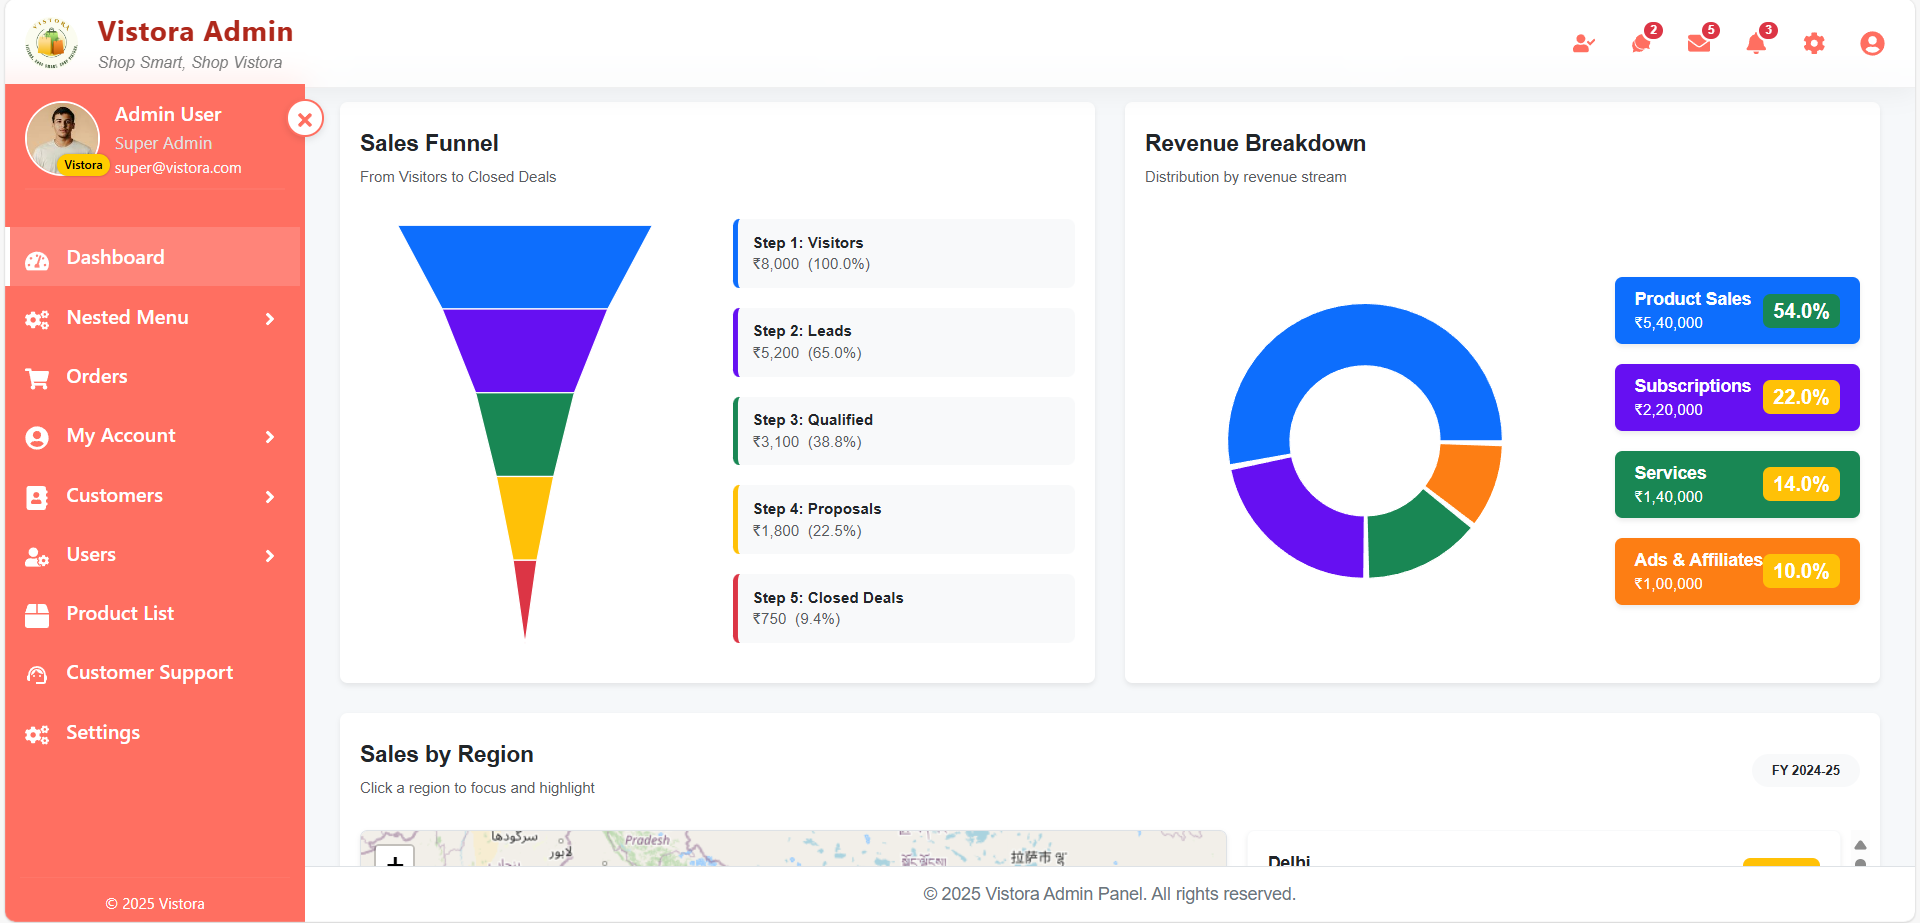 Vistora Admin
Shop Smart, Shop Vistora
2
5
3
Admin User
Super Admin
super@vistora.com
Vistora
Dashboard
Nested Menu
Orders
My Account
Customers
Users
Product List
Customer Support
Settings
© 2025 Vistora
Sales Funnel
From Visitors to Closed Deals
Step 1: Visitors
₹8,000 (100.0%)
Step 2: Leads
₹5,200 (65.0%)
Step 3: Qualified
₹3,100 (38.8%)
Step 4: Proposals
₹1,800 (22.5%)
Step 5: Closed Deals
₹750 (9.4%)
Revenue Breakdown
Distribution by revenue stream
Product Sales
₹5,40,000
54.0%
Subscriptions
₹2,20,000
22.0%
Services
₹1,40,000
14.0%
Ads & Affiliates
₹1,00,000
10.0%
Sales by Region
Click a region to focus and highlight
FY 2024-25
+
سرگودها
لاہور
Pradesh
拉萨市
Delhi
© 2025 Vistora Admin Panel. All rights reserved.